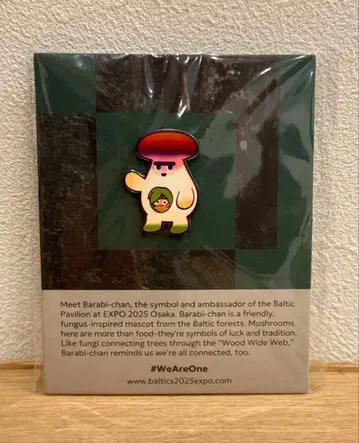 Meet Barabi-chan, the symbol and ambassador of the Baltic
Pavilion at EXPO 2025 Osaka. Barabi-chan is a friendly,
fungus-inspired mascot from the Baltic forests. Mushrooms
here are more than food-they're symbols of luck and tradition.
Like fungi connecting trees through the "Wood Wide Web,"
Barabi-chan reminds us we're all connected, too.
#WeAreOne
www.baltics2025expo.com